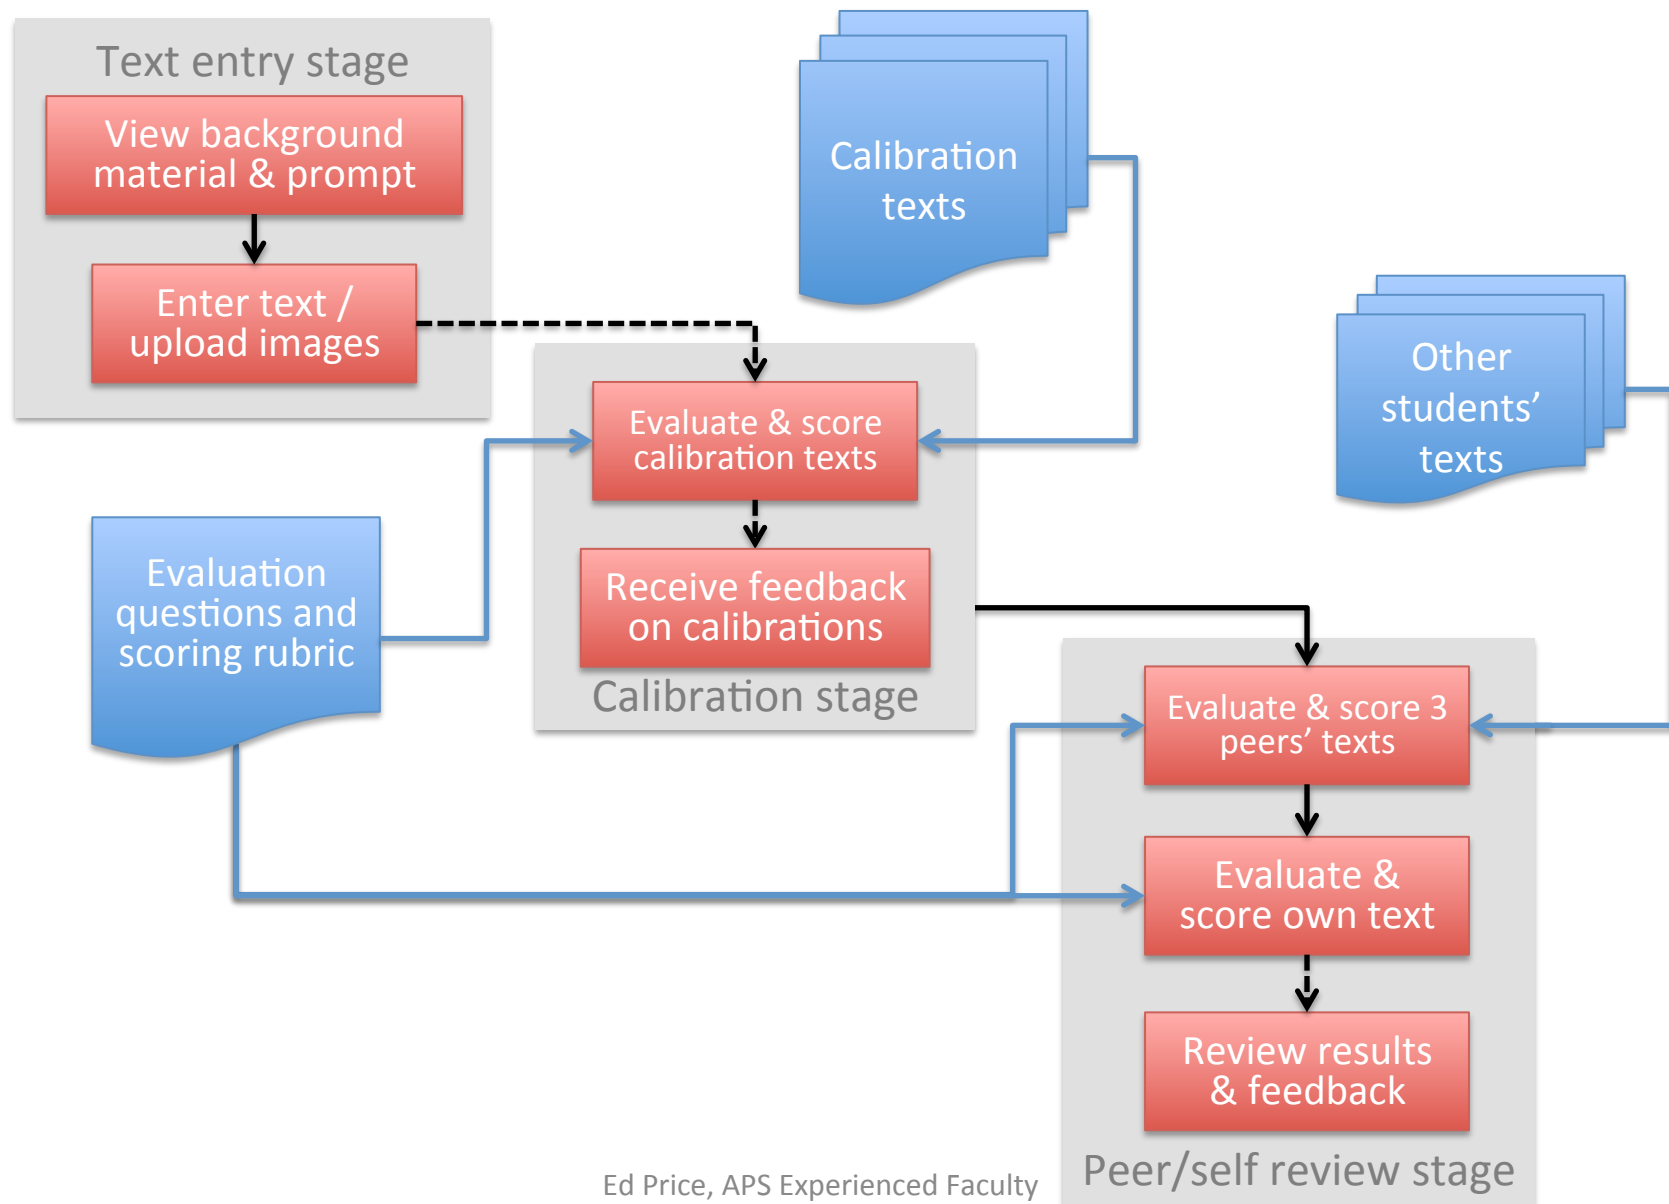 Text entry stage
View background
material & prompt
Enter text /
upload images
Calibration
texts
Other
students’
texts
Evaluate & score
calibration texts
Receive feedback
on calibrations
Calibration stage
Evaluation
questions and
scoring rubric
Evaluate & score 3
peers’ texts
Evaluate &
score own text
Review results
& feedback
Peer/self review stage
Ed Price, APS Experienced Faculty